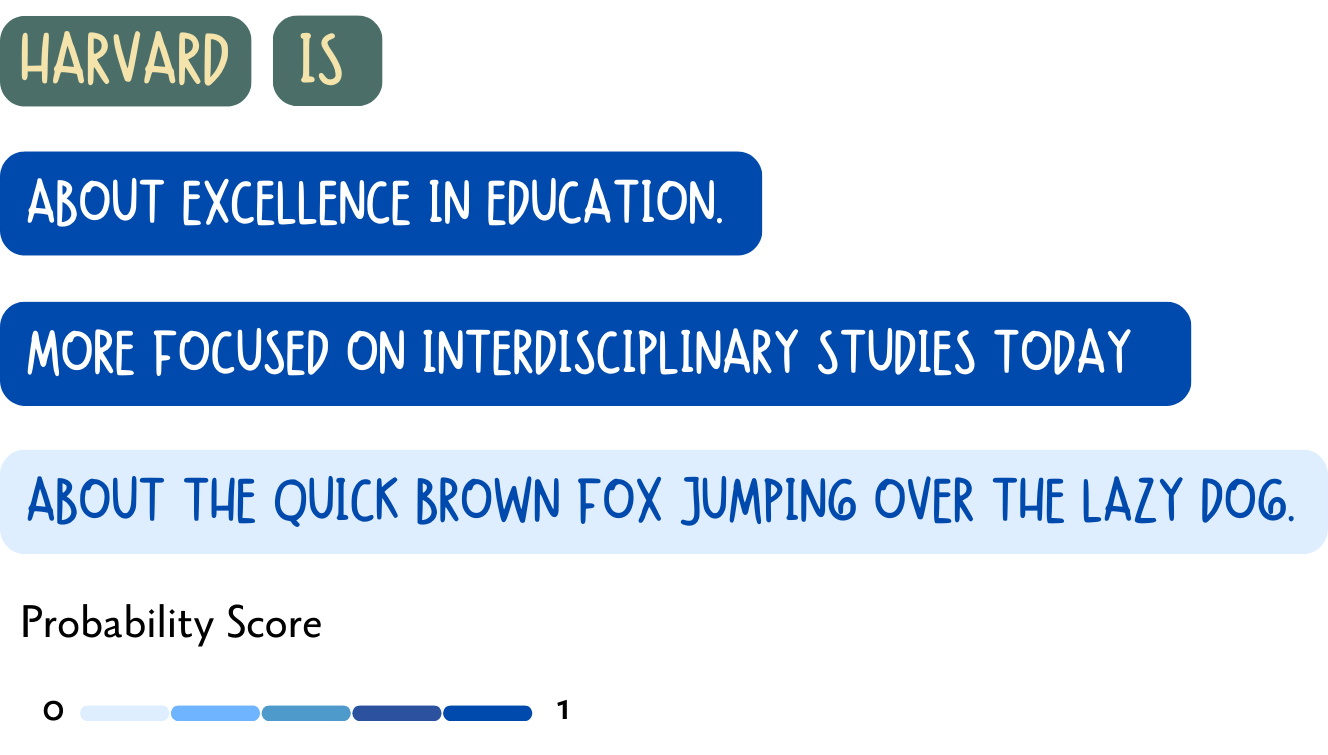 HARVARD IS
ABOUT EXCELLENCE IN EDUCATION.
MORE FOCUSED ON INTERDISCIPLINARY STUDIES TODAY
ABOUT THE QUICK BROWN FOX JUMPING OVER THE LAZY DOG.
Probability Score
0 1